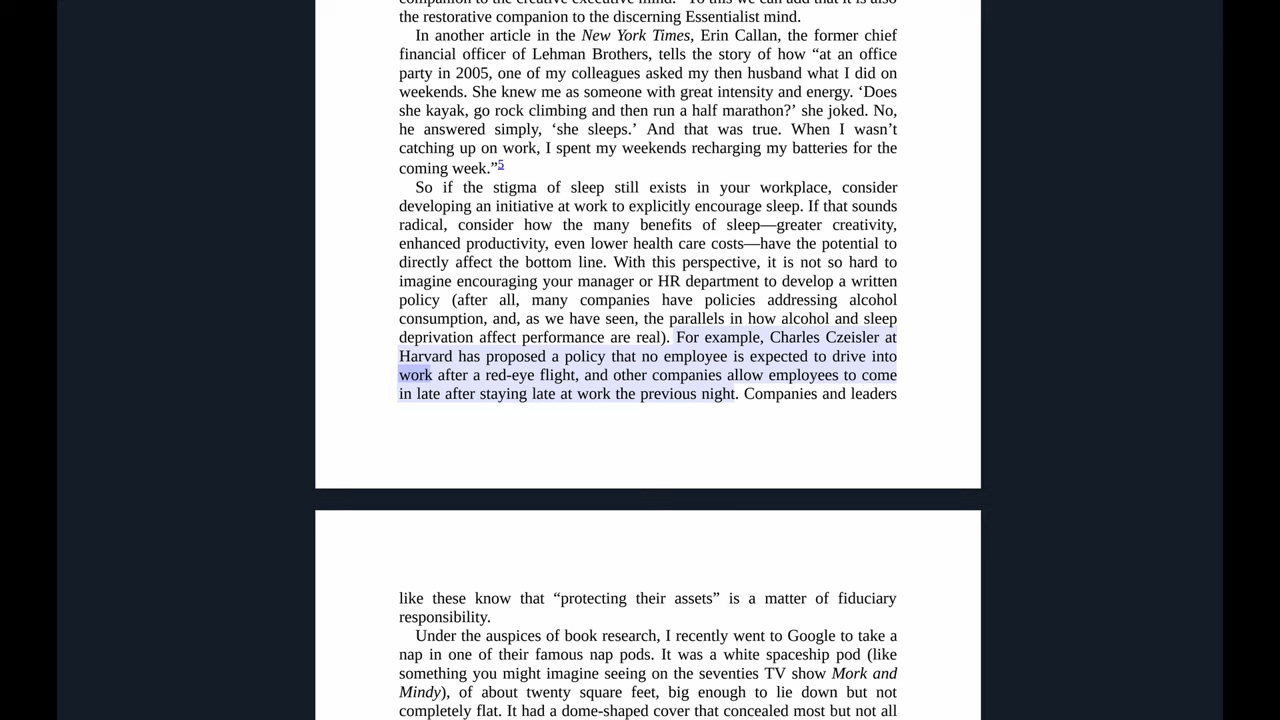 companion to the creative executive mind.” To this we can add that it is also
the restorative companion to the discerning Essentialist mind.
In another article in the New York Times, Erin Callan, the former chief
financial officer of Lehman Brothers, tells the story of how “at an office
party in 2005, one of my colleagues asked my then husband what I did on
weekends. She knew me as someone with great intensity and energy. ‘Does
she kayak, go rock climbing and then run a half marathon?’ she joked. No,
he answered simply, ‘she sleeps.’ And that was true. When I wasn’t
catching up on work, I spent my weekends recharging my batteries for the
coming week.”5
So if the stigma of sleep still exists in your workplace, consider
developing an initiative at work to explicitly encourage sleep. If that sounds
radical, consider how the many benefits of sleep—greater creativity,
enhanced productivity, even lower health care costs—have the potential to
directly affect the bottom line. With this perspective, it is not so hard to
imagine encouraging your manager or HR department to develop a written
policy (after all, many companies have policies addressing alcohol
consumption, and, as we have seen, the parallels in how alcohol and sleep
deprivation affect performance are real). For example, Charles Czeisler at
Harvard has proposed a policy that no employee is expected to drive into
work after a red-eye flight, and other companies allow employees to come
in late after staying late at work the previous night. Companies and leaders
like these know that “protecting their assets” is a matter of fiduciary
responsibility.
Under the auspices of book research, I recently went to Google to take a
nap in one of their famous nap pods. It was a white spaceship pod (like
something you might imagine seeing on the seventies TV show Mork and
Mindy), of about twenty square feet, big enough to lie down but not
completely flat. It had a dome-shaped cover that concealed most but not all